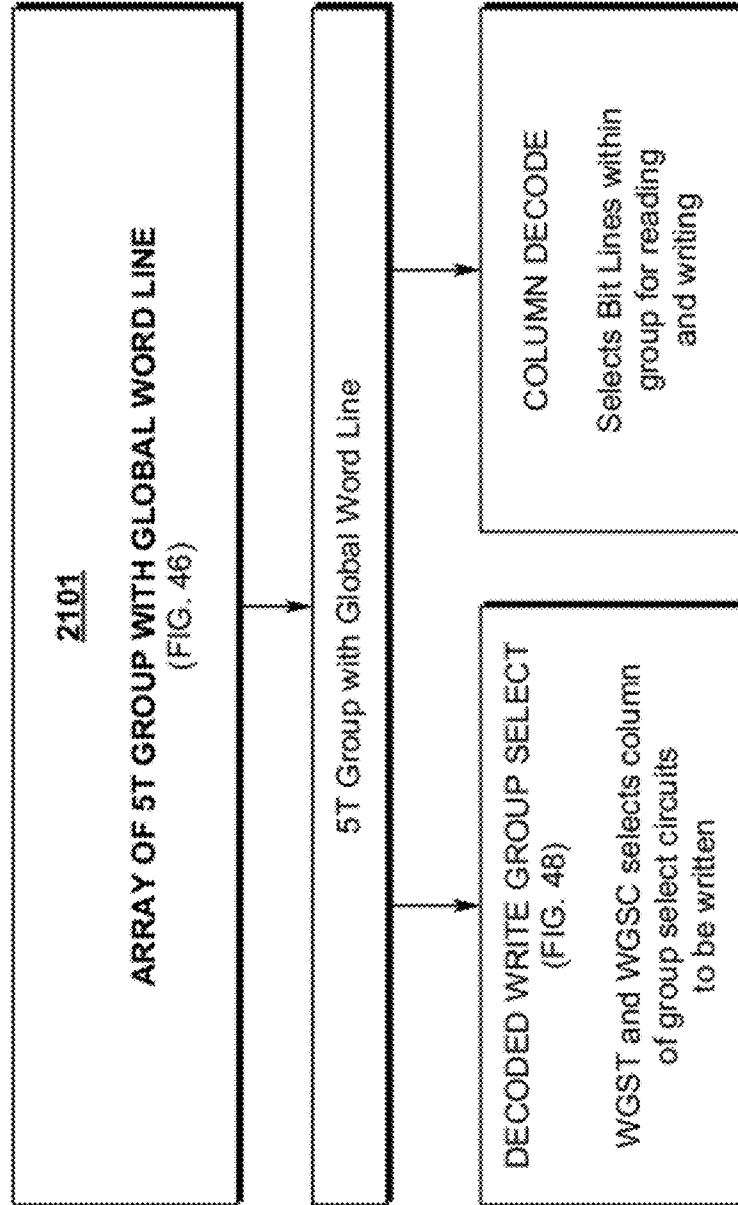 2101
ARRAY OF 5T GROUP WITH GLOBAL WORD LINE
(FIG. 46)
5T Group with Global Word Line
DECODED WRITE GROUP SELECT
(FIG. 48)
WGST and WGSC selects column
of group select circuits
to be written
COLUMN DECODE
Selects Bit Lines within
group for reading
and writing